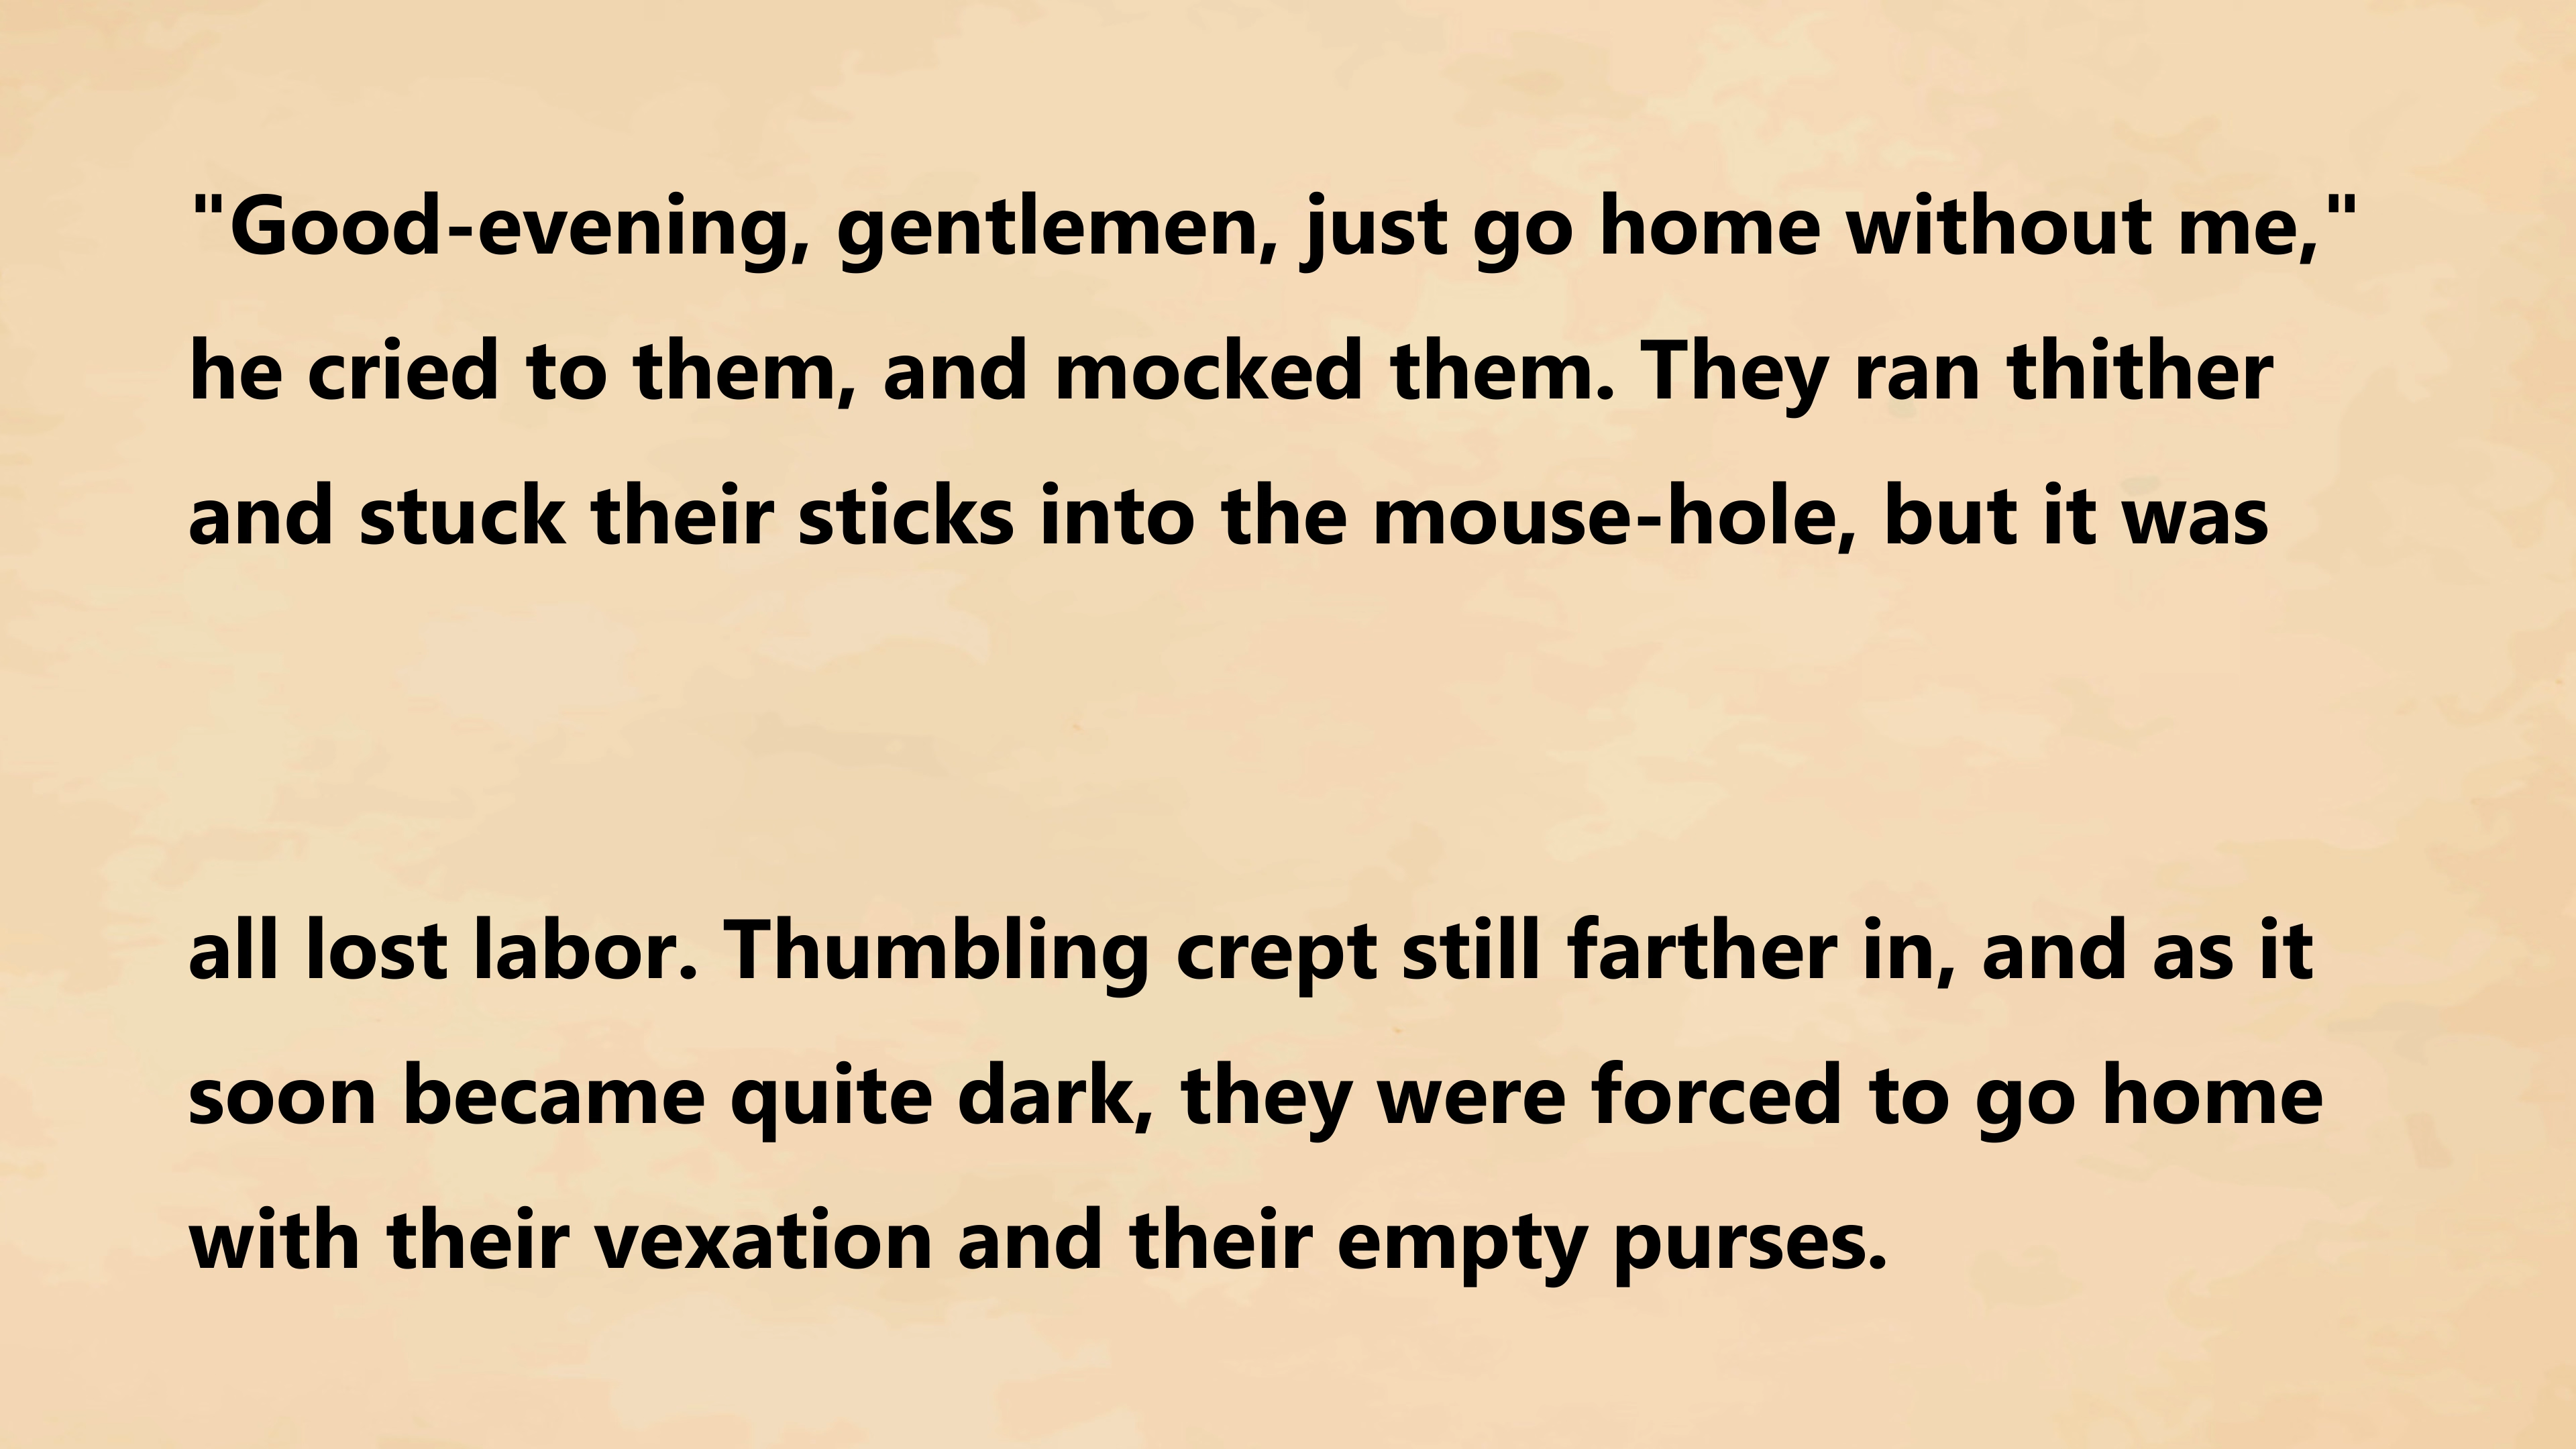 "Good-evening, gentlemen, just go home without me,"
he cried to them, and mocked them. They ran thither
and stuck their sticks into the mouse-hole, but it was
all lost labor. Thumbling crept still farther in, and as it
soon became quite dark, they were forced to go home
with their vexation and their empty purses.